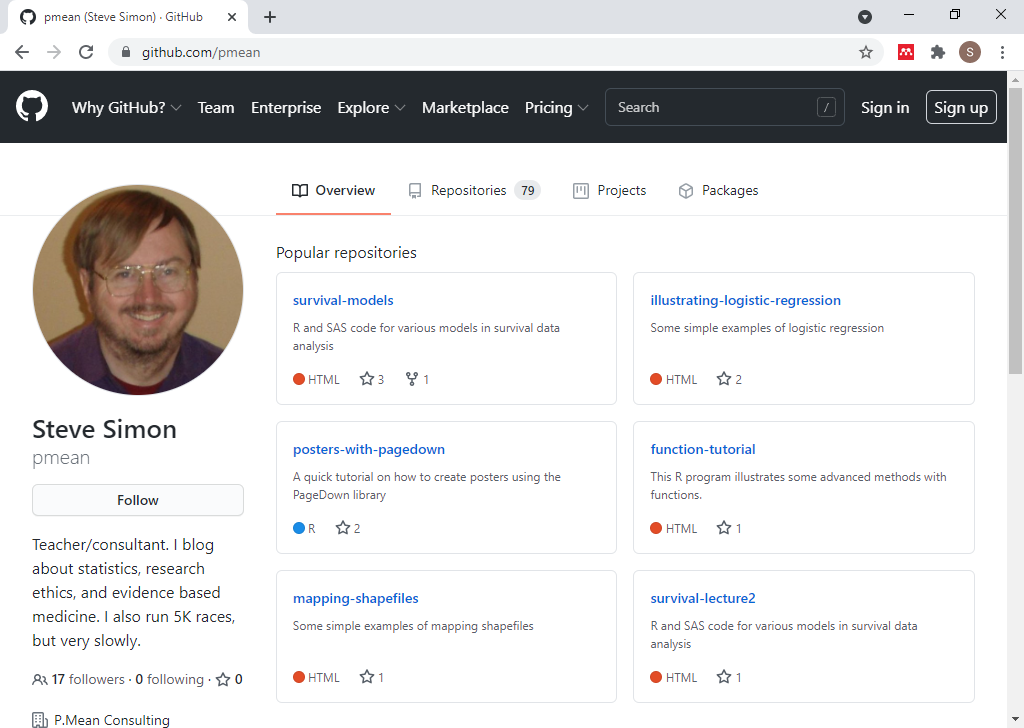 pmean (Steve Simon) · GitHub
github.com/pmean
S
Why GitHub? Team Enterprise Explore Marketplace Pricing Search / Sign in Sign up
Overview Repositories 79 Projects Packages
Popular repositories
survival-models
R and SAS code for various models in survival data
analysis
HTML 3 1
illustrating-logistic-regression
Some simple examples of logistic regression
HTML 2
posters-with-pagedown
A quick tutorial on how to create posters using the
PageDown library
R 2
function-tutorial
This R program illustrates some advanced methods with
functions.
HTML 1
mapping-shapefiles
Some simple examples of mapping shapefiles
HTML 1
survival-lecture2
R and SAS code for various models in survival data
analysis
HTML 1
Steve Simon
pmean
Follow
Teacher/consultant. I blog
about statistics, research
ethics, and evidence based
medicine. I also run 5K races,
but very slowly.
17 followers · 0 following · 0
P.Mean Consulting